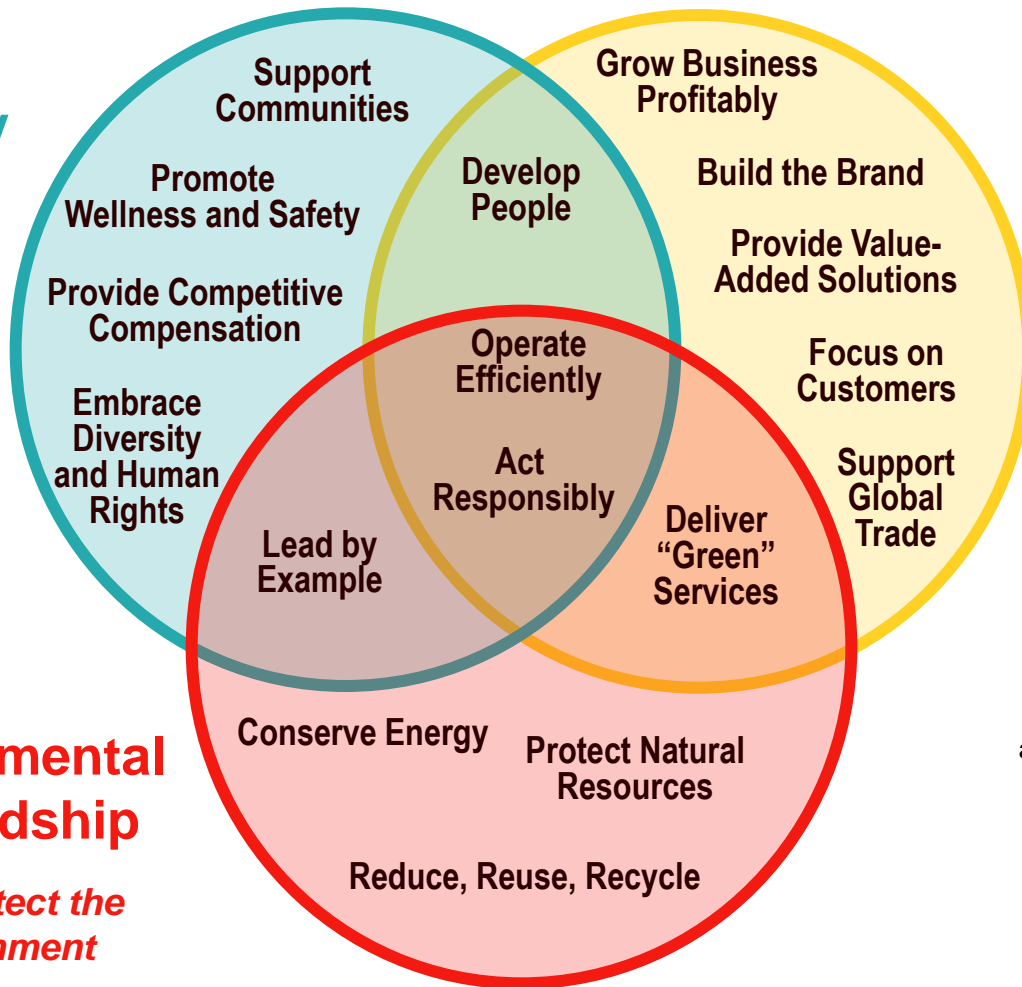 Support
Communities
Promote
Wellness and Safety
Provide Competitive
Compensation
Embrace
Diversity
and Human
Rights
Develop
People
Grow Business
Profitably
Build the Brand
Provide Value-
Added Solutions
Focus on
Customers
Support
Global
Trade
Operate
Efficiently
Act
Responsibly
Lead by
Example
Deliver
“Green”
Services
Conserve Energy
Protect Natural
Resources
Reduce, Reuse, Recycle
mental
dship
tect the
nment